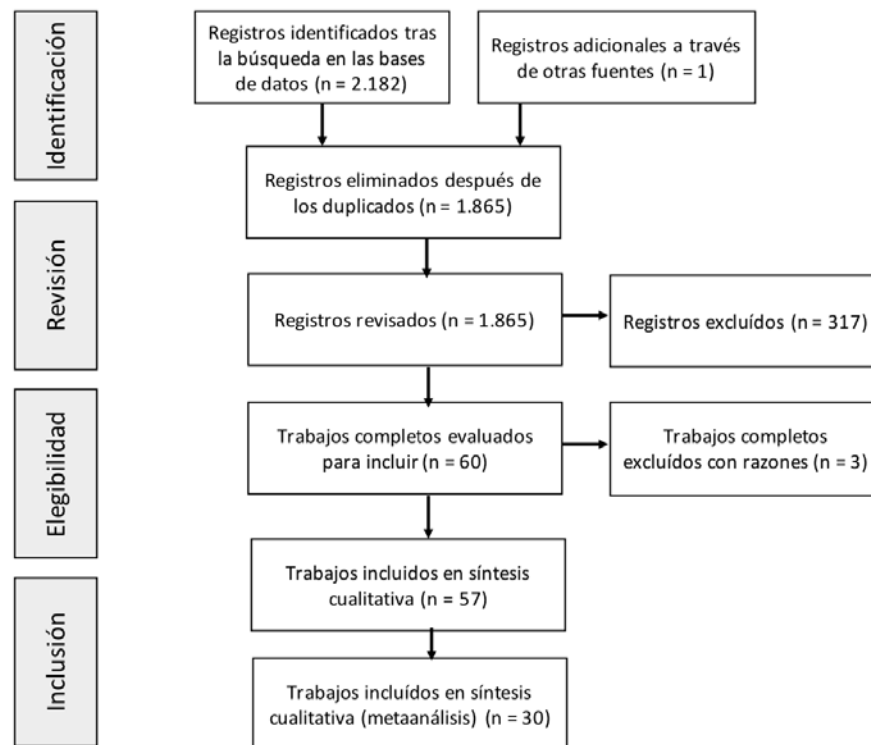 Identificación
Registros identificados tras
la búsqueda en las bases
de datos (n = 2.182)
Registros adicionales a través
de otras fuentes (n = 1)
Registros eliminados después de
los duplicados (n = 1.865)
Revisión
Registros revisados (n = 1.865)
Registros excluídos (n = 317)
Elegibilidad
Trabajos completos evaluados
para incluir (n = 60)
Trabajos completos
excluídos con razones (n = 3)
Trabajos incluidos en síntesis
cualitativa (n = 57)
Inclusión
Trabajos incluídos en síntesis
cualitativa (metaanálisis) (n = 30)